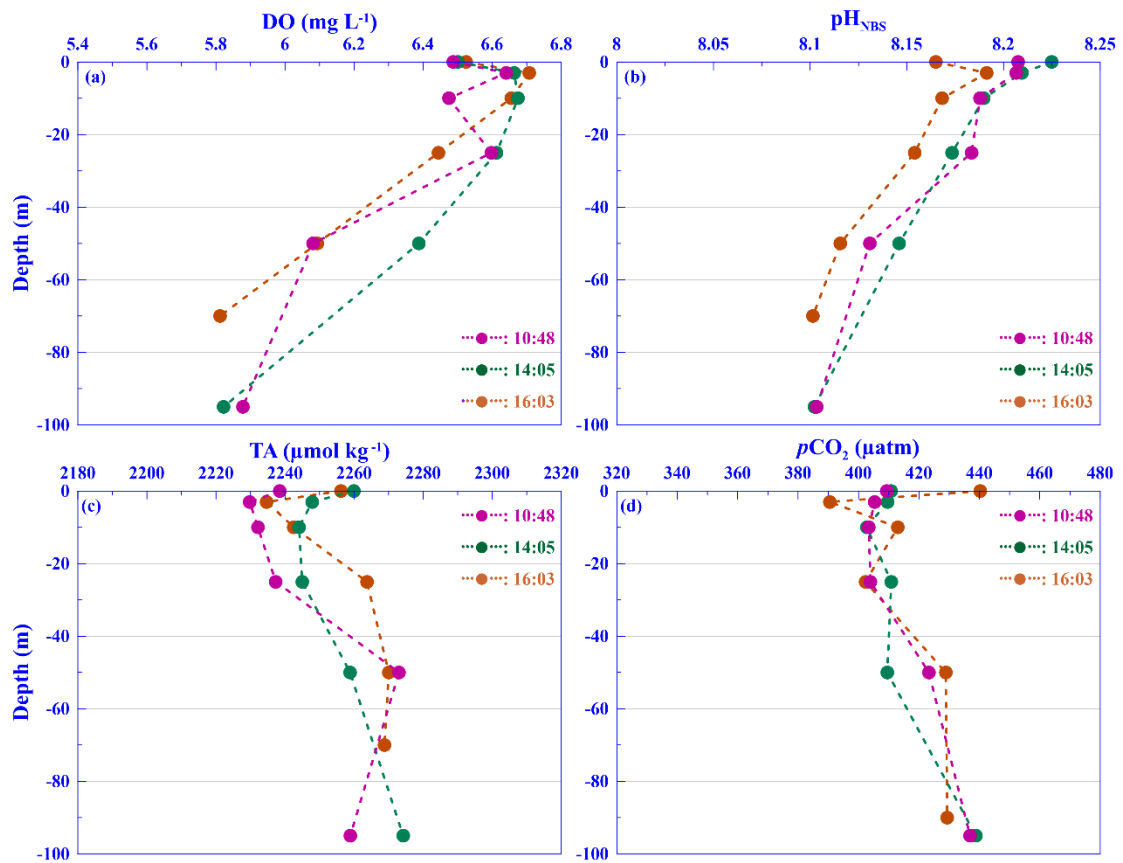 DO (mg L⁻¹)
5.4 5.6 5.8 6 6.2 6.4 6.6 6.8
pH_NBS
8 8.05 8.1 8.15 8.2 8.25
(a)
0
-20
-40
-60
-80
-100
Depth (m)
: 10:48
: 14:05
: 16:03
(b)
0
-20
-40
-60
-80
-100
: 10:48
: 14:05
: 16:03
TA (µmol kg⁻¹)
2180 2200 2220 2240 2260 2280 2300 2320
pCO₂ (µatm)
320 340 360 380 400 420 440 460 480
(c)
0
-20
-40
-60
-80
-100
Depth (m)
: 10:48
: 14:05
: 16:03
(d)
0
-20
-40
-60
-80
-100
: 10:48
: 14:05
: 16:03